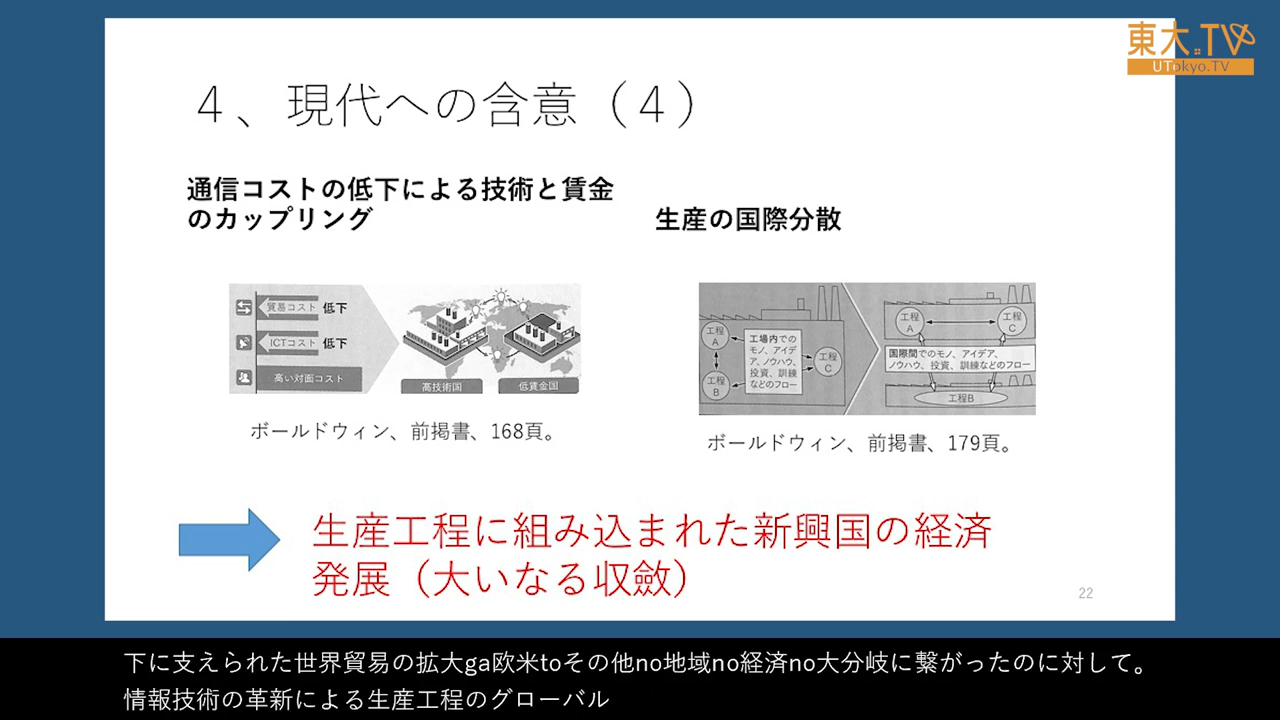 東大.TV
UTokyo.TV
4、現代への含意（4）
通信コストの低下による技術と賃金
のカップリング
生産の国際分散
貿易コスト 低下
ICTコスト 低下
高い対面コスト
高技術国
低賃金国
工程
A
工程
B
工場内での
モノ、アイデ
ア、ノウハウ、
投資、訓練
などのフロー
工程
C
工程
A
工程
C
国際間でのモノ、アイデア、
ノウハウ、投資、訓練などのフロー
工程B
ボールドウィン、前掲書、168頁。
ボールドウィン、前掲書、179頁。
生産工程に組み込まれた新興国の経済
発展（大いなる収斂）
22
下に支えられた世界貿易の拡大ga欧米toその他no地域no経済no大分岐に繋がったのに対して。
情報技術の革新による生産工程のグローバル